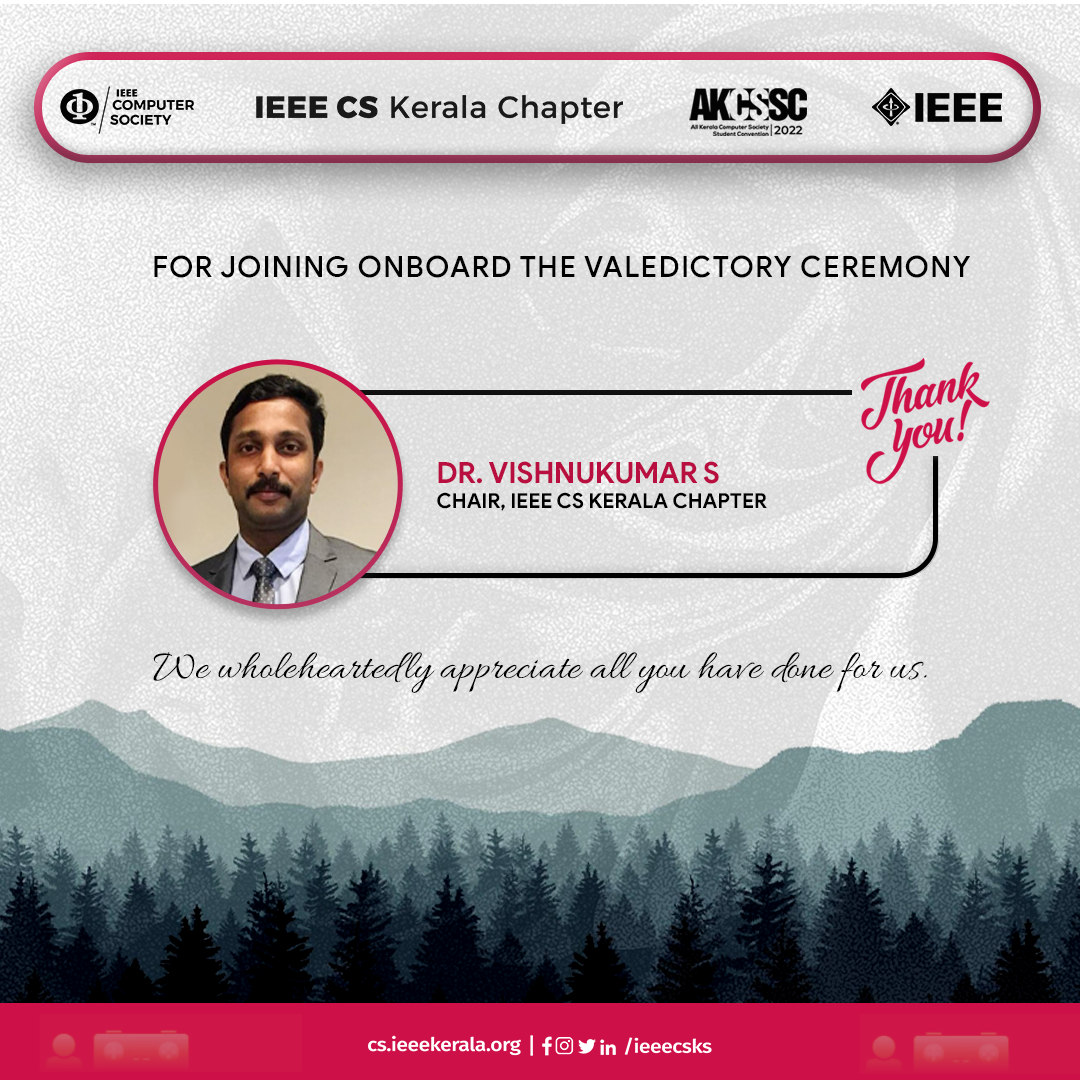 IEEE
COMPUTER
SOCIETY
IEEE CS Kerala Chapter
AKCSSC
All Kerala Computer Society
Student Convention
2022
IEEE
FOR JOINING ONBOARD THE VALEDICTORY CEREMONY
Thank
you!
DR. VISHNUKUMAR S
CHAIR, IEEE CS KERALA CHAPTER
We wholeheartedly appreciate all you have done for us.
cs.ieeekerala.org | /ieeecsks